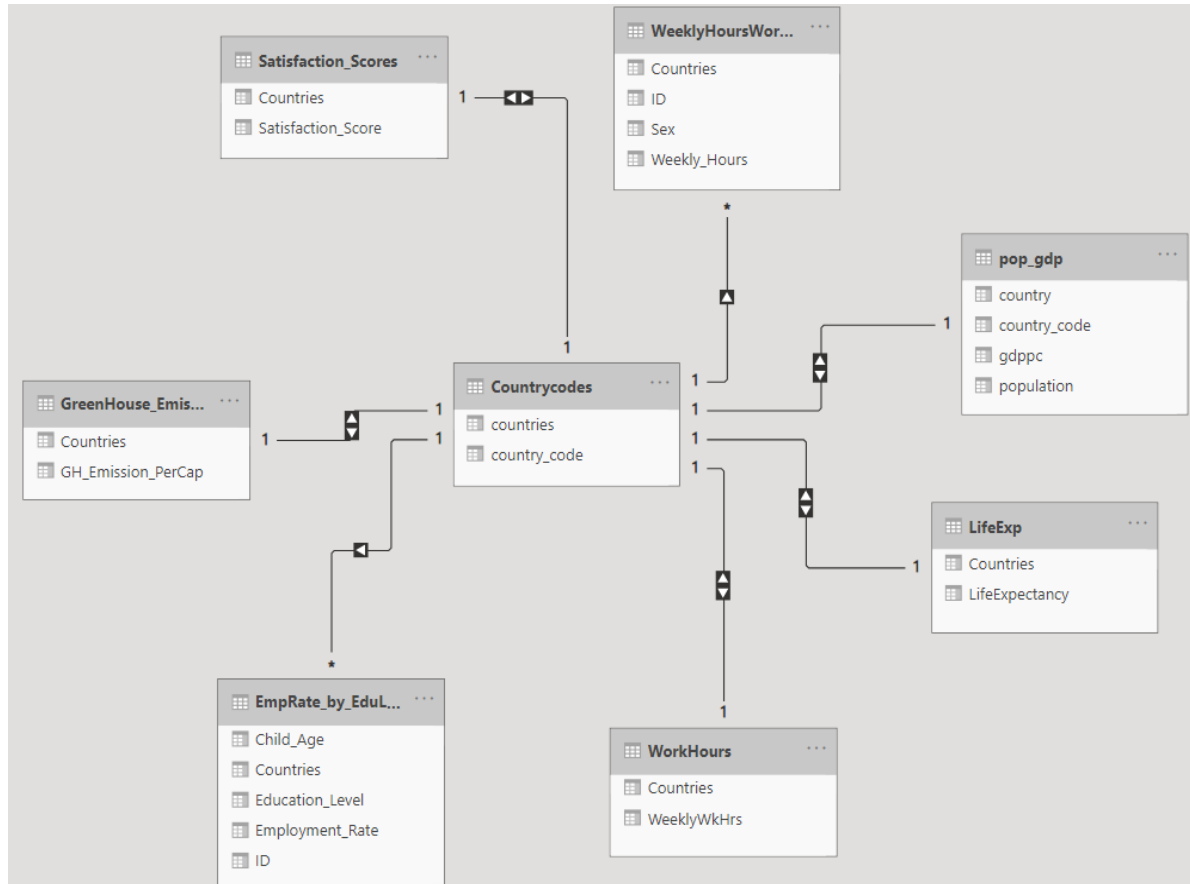 Satisfaction_Scores ...
Countries
Satisfaction_Score
WeeklyHoursWor... ...
Countries
ID
Sex
Weekly_Hours
pop_gdp ...
country
country_code
gdppc
population
GreenHouse_Emis... ...
Countries
GH_Emission_PerCap
Countrycodes ...
countries
country_code
LifeExp ...
Countries
LifeExpectancy
EmpRate_by_EduL... ...
Child_Age
Countries
Education_Level
Employment_Rate
ID
WorkHours ...
Countries
WeeklyWkHrs
1
1
*
1
1
1
1
1
1
1
*
1
1
1